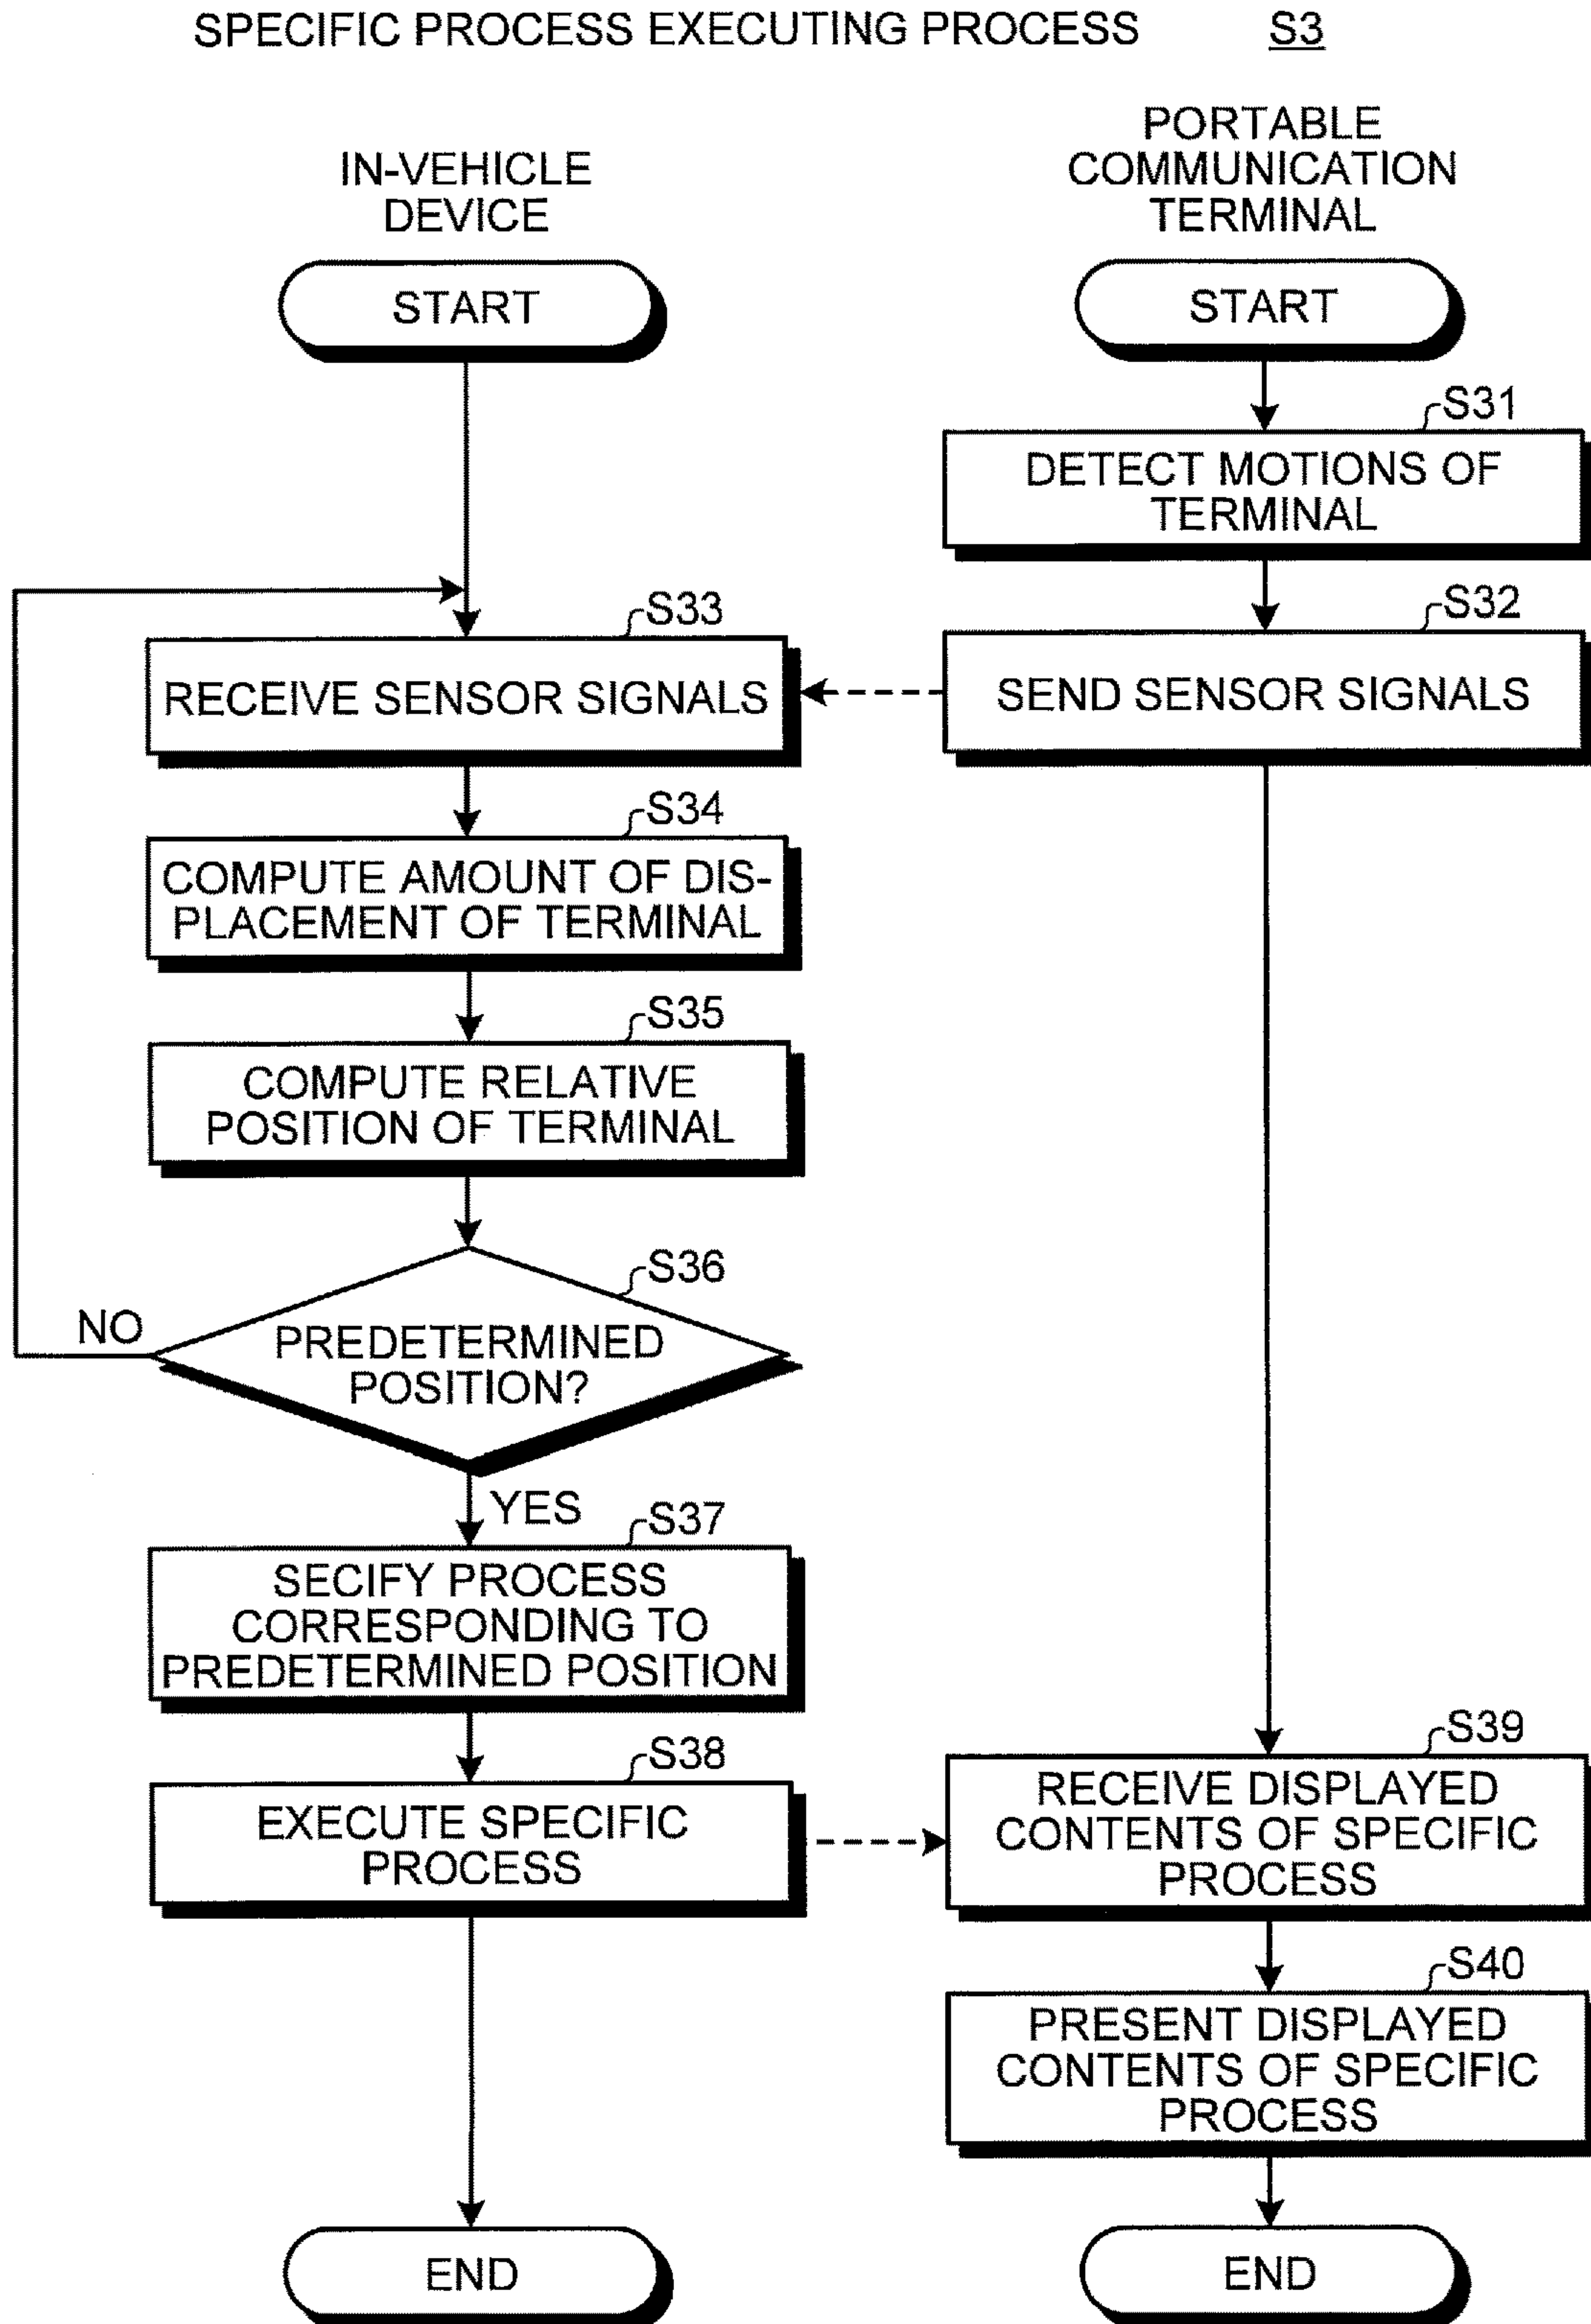 SPECIFIC PROCESS EXECUTING PROCESS S3
IN-VEHICLE
DEVICE
PORTABLE
COMMUNICATION
TERMINAL
START
START
S31
DETECT MOTIONS OF
TERMINAL
S33
S32
RECEIVE SENSOR SIGNALS
SEND SENSOR SIGNALS
S34
COMPUTE AMOUNT OF DIS-
PLACEMENT OF TERMINAL
S35
COMPUTE RELATIVE
POSITION OF TERMINAL
S36
NO
PREDETERMINED
POSITION?
YES
S37
SECIFY PROCESS
CORRESPONDING TO
PREDETERMINED POSITION
S38
EXECUTE SPECIFIC
PROCESS
S39
RECEIVE DISPLAYED
CONTENTS OF SPECIFIC
PROCESS
S40
PRESENT DISPLAYED
CONTENTS OF SPECIFIC
PROCESS
END
END